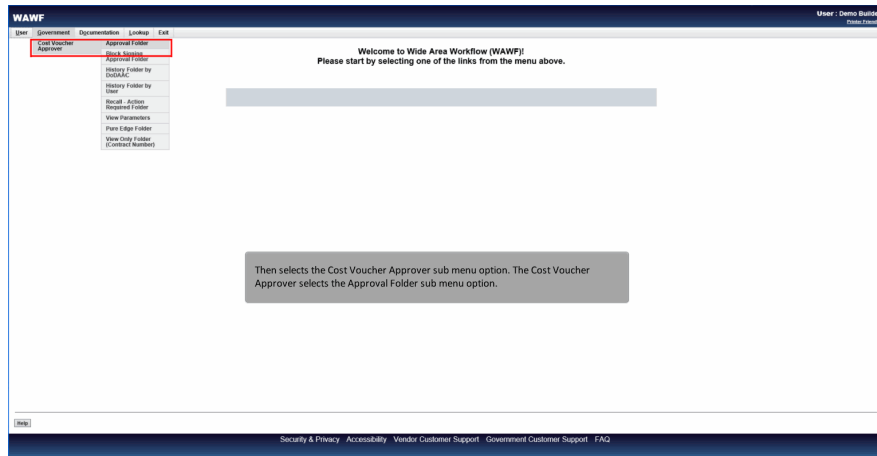 WAWF
User : Demo Builde
Printer Friend
User Government Documentation Lookup Exit
Cost Voucher
Approver
Approval Folder
Block Signing
Approval Folder
History Folder by
DoDAAC
History Folder by
User
Recall - Action
Required Folder
View Parameters
Pure Edge Folder
View Only Folder
(Contract Number)
Welcome to Wide Area Workflow (WAWF)!
Please start by selecting one of the links from the menu above.
Then selects the Cost Voucher Approver sub menu option. The Cost Voucher
Approver selects the Approval Folder sub menu option.
Help
Security & Privacy Accessibility Vendor Customer Support Government Customer Support FAQ